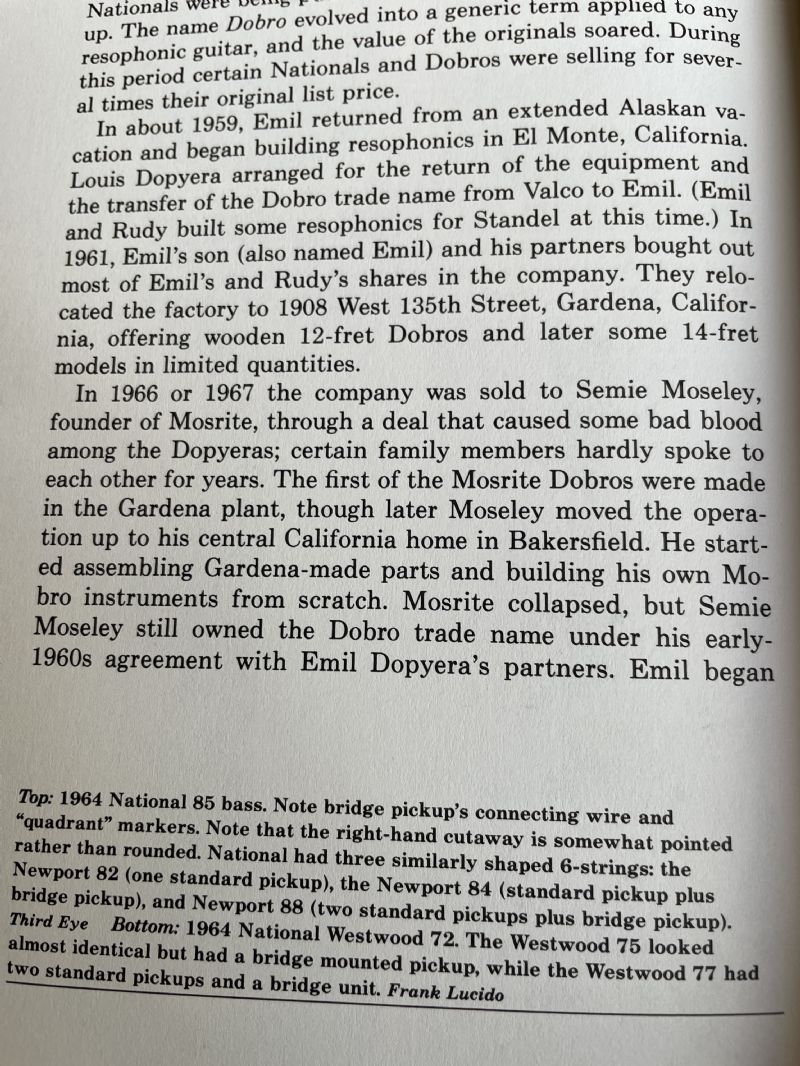 Nationals were being
up. The name Dobro evolved into a generic term applied to any
resophonic guitar, and the value of the originals soared. During
this period certain Nationals and Dobros were selling for sever-
al times their original list price.
In about 1959, Emil returned from an extended Alaskan va-
cation and began building resophonics in El Monte, California.
Louis Dopyera arranged for the return of the equipment and
the transfer of the Dobro trade name from Valco to Emil. (Emil
and Rudy built some resophonics for Standel at this time.) In
1961, Emil's son (also named Emil) and his partners bought out
most of Emil's and Rudy's shares in the company. They relo-
cated the factory to 1908 West 135th Street, Gardena, Califor-
nia, offering wooden 12-fret Dobros and later some 14-fret
models in limited quantities.
In 1966 or 1967 the company was sold to Semie Moseley,
founder of Mosrite, through a deal that caused some bad blood
among the Dopyeras; certain family members hardly spoke to
each other for years. The first of the Mosrite Dobros were made
in the Gardena plant, though later Moseley moved the opera-
tion up to his central California home in Bakersfield. He start-
ed assembling Gardena-made parts and building his own Mo-
bro instruments from scratch. Mosrite collapsed, but Semie
Moseley still owned the Dobro trade name under his early-
1960s agreement with Emil Dopyera's partners. Emil began
Top: 1964 National 85 bass. Note bridge pickup's connecting wire and
“quadrant” markers. Note that the right-hand cutaway is somewhat pointed
rather than rounded. National had three similarly shaped 6-strings: the
Newport 82 (one standard pickup), the Newport 84 (standard pickup plus
bridge pickup), and Newport 88 (two standard pickups plus bridge pickup).
Third Eye Bottom: 1964 National Westwood 72. The Westwood 75 looked
almost identical but had a bridge mounted pickup, while the Westwood 77 had
two standard pickups and a bridge unit. Frank Lucido